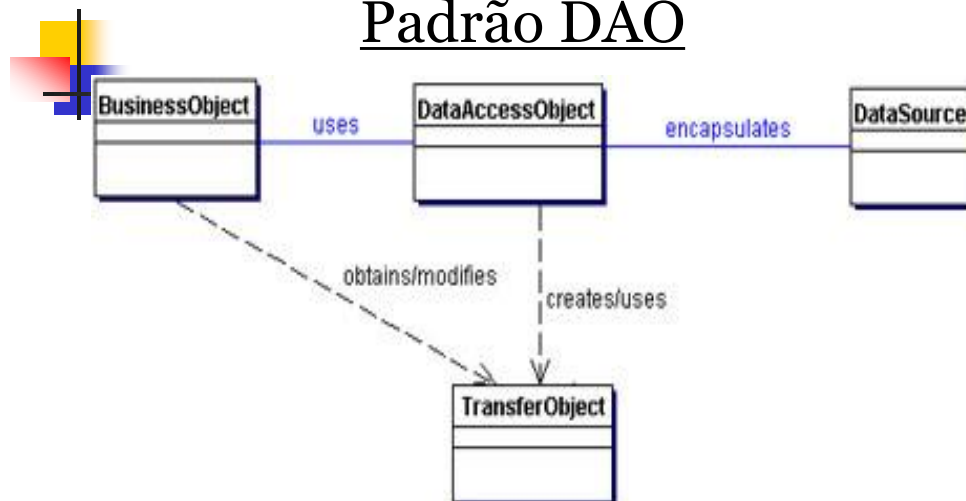 Padrão DAO
BusinessObject
uses
DataAccessObject
encapsulates
DataSource
obtains/modifies
creates/uses
TransferObject